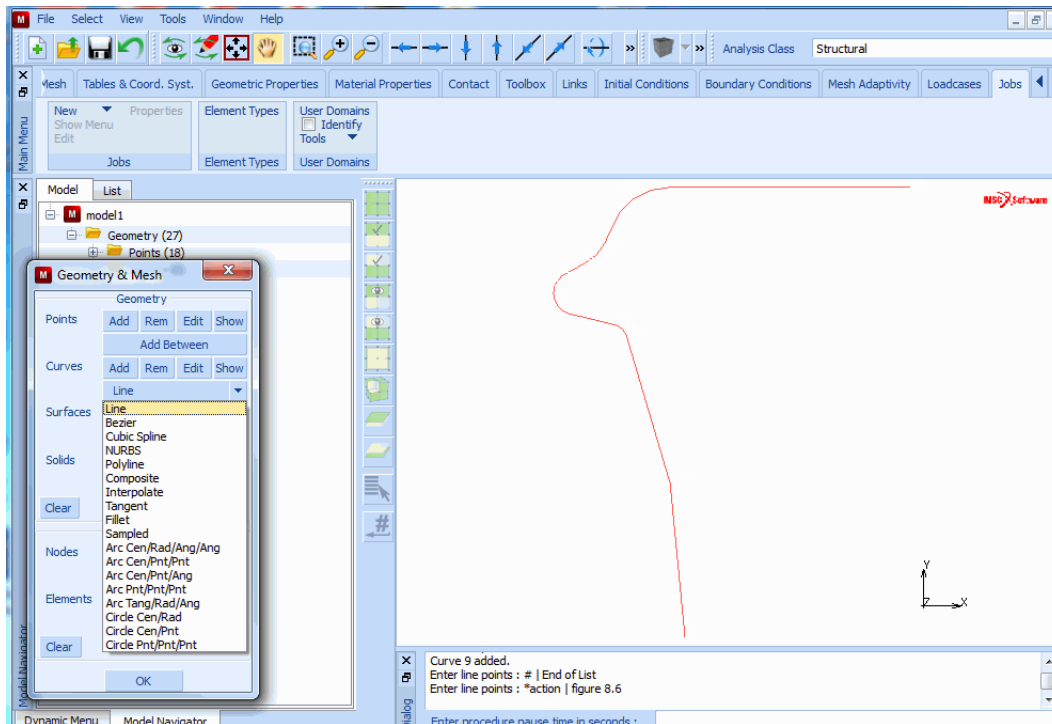 File Select View Tools Window Help
Analysis Class Structural
Mesh Tables & Coord. Syst. Geometric Properties Material Properties Contact Toolbox Links Initial Conditions Boundary Conditions Mesh Adaptivity Loadcases Jobs
Main Menu
New Properties
Show Menu
Edit
Jobs
Element Types
Element Types
User Domains
Identify
Tools
User Domains
Model List
model1
Geometry (27)
Points (18)
Geometry & Mesh
Geometry
Points Add Rem Edit Show
Add Between
Curves Add Rem Edit Show
Line
Surfaces
Solids
Clear
Nodes
Elements
Clear
Line
Bezier
Cubic Spline
NURBS
Polyline
Composite
Interpolate
Tangent
Fillet
Sampled
Arc Cen/Rad/Ang/Ang
Arc Cen/Pnt/Pnt
Arc Cen/Pnt/Ang
Arc Pnt/Pnt/Pnt
Arc Tang/Rad/Ang
Circle Cen/Rad
Circle Cen/Pnt
Circle Pnt/Pnt/Pnt
OK
Model Navigator
Dynamic Menu Model Navigator
MSC Software
Y
Z X
Curve 9 added.
Enter line points : # | End of List
Enter line points : *action | figure 8.6
Enter procedure pause time in seconds :